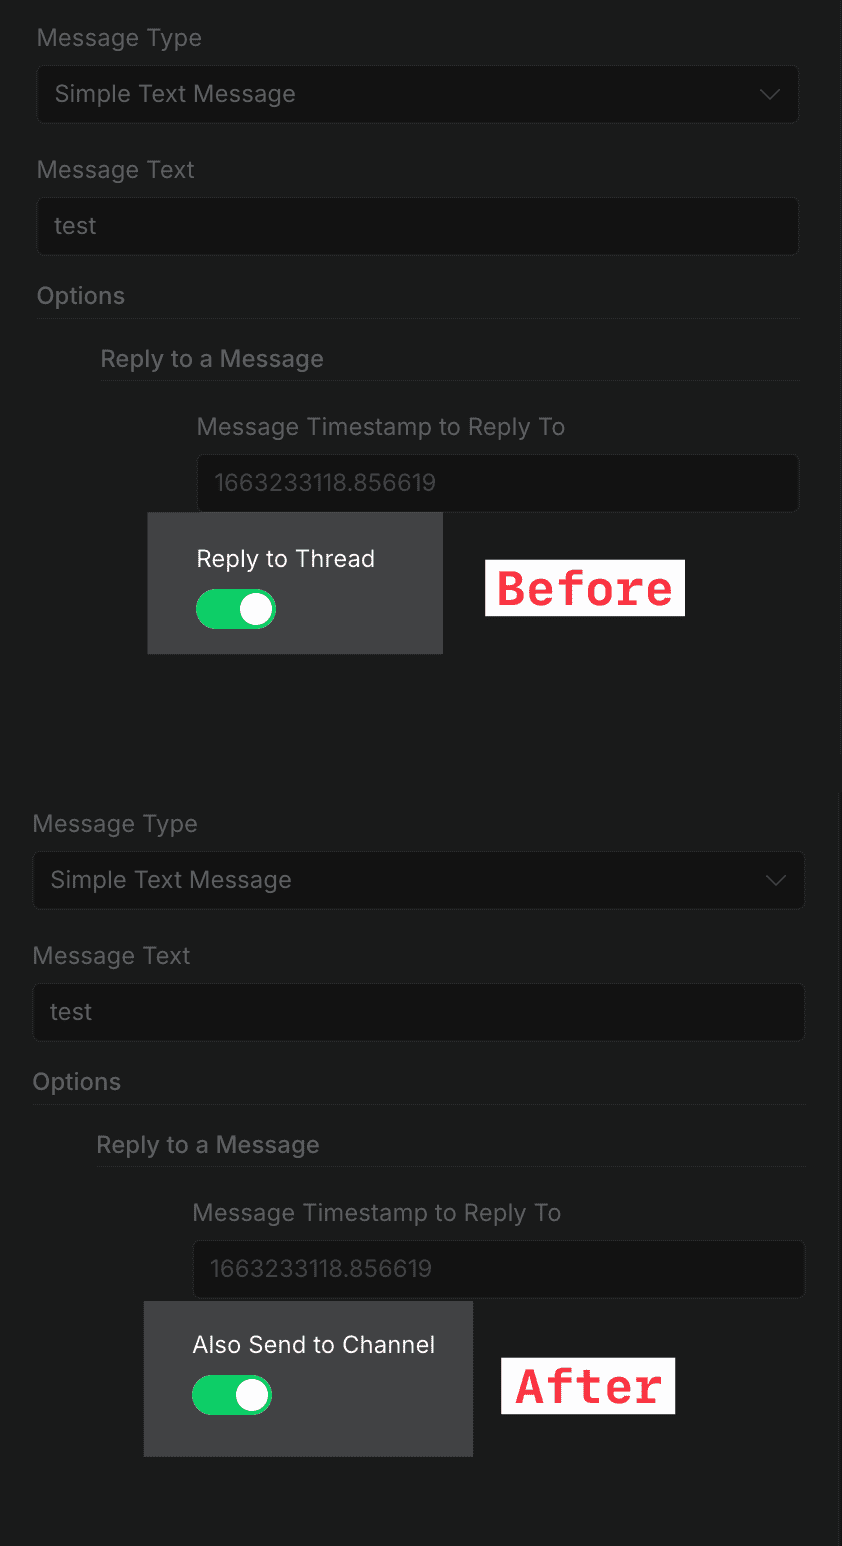 Message Type
Simple Text Message
Message Text
test
Options
Reply to a Message
Message Timestamp to Reply To
1663233118.856619
Reply to Thread
Before
Message Type
Simple Text Message
Message Text
test
Options
Reply to a Message
Message Timestamp to Reply To
1663233118.856619
Also Send to Channel
After